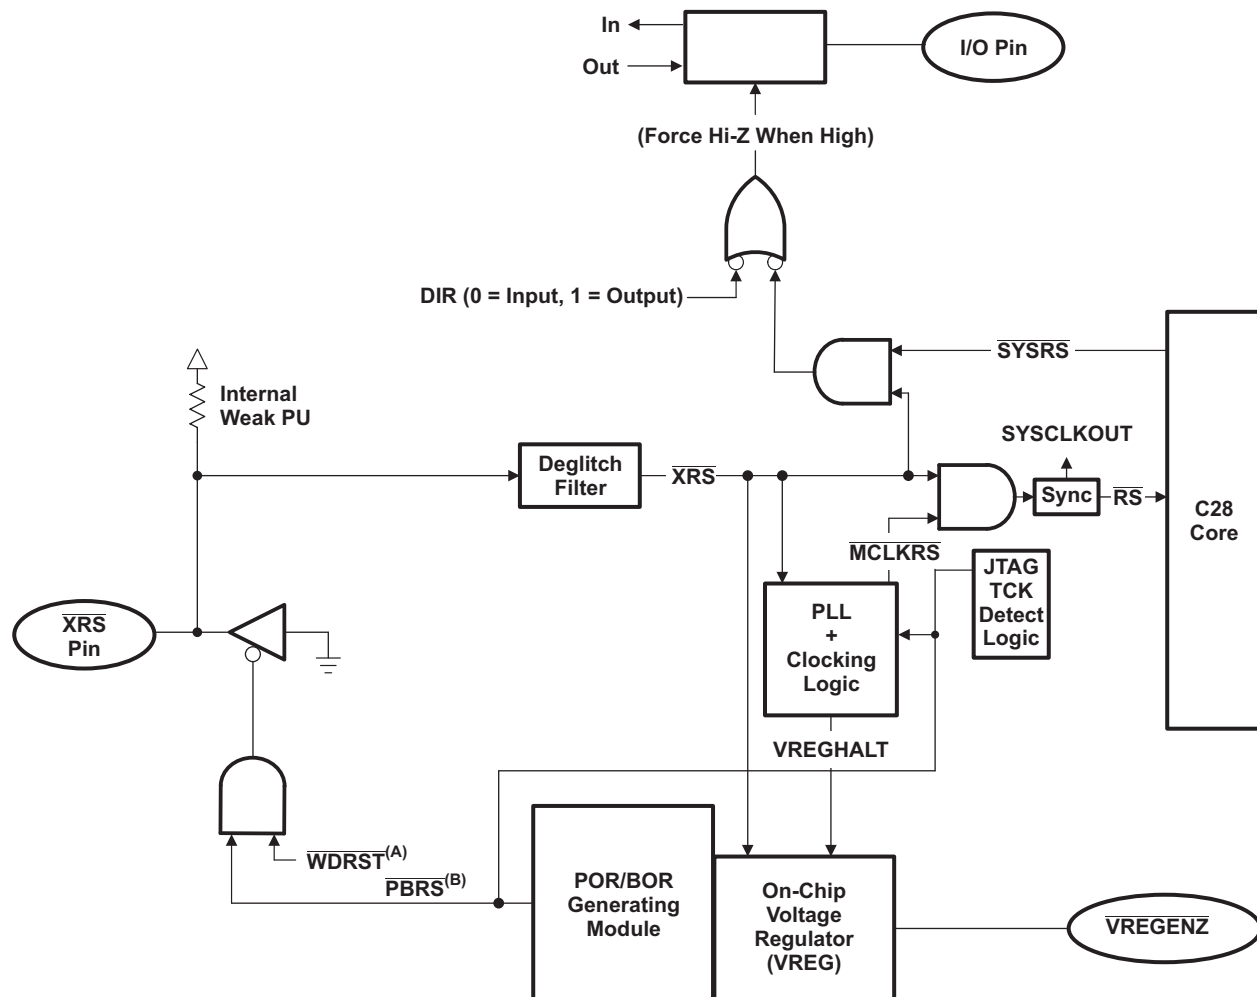 In
Out
I/O Pin
(Force Hi-Z When High)
DIR (0 = Input, 1 = Output)
SYSRS
Internal
Weak PU
SYSCLKOUT
Deglitch
Filter
XRS
Sync
RS
C28
Core
MCLKRS
JTAG
TCK
Detect
Logic
XRS
Pin
PLL
+
Clocking
Logic
VREGHALT
WDRST(A)
PBRS(B)
POR/BOR
Generating
Module
On-Chip
Voltage
Regulator
(VREG)
VREGENZ